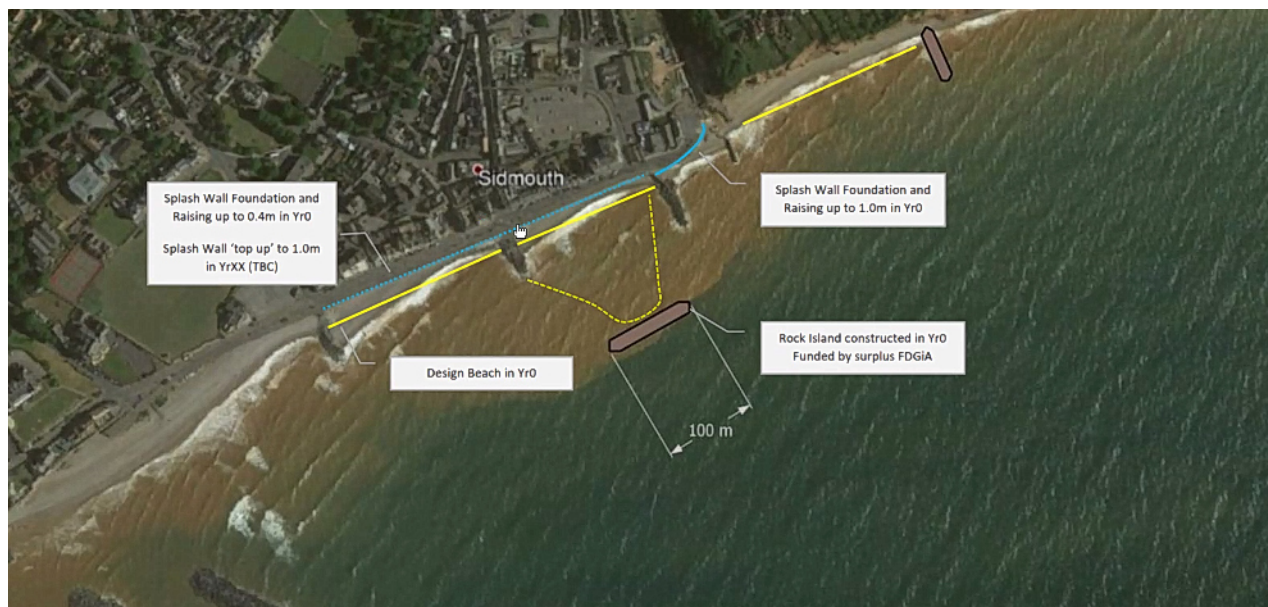 Sidmouth
Splash Wall Foundation and
Raising up to 0.4m in Yr0
Splash Wall ‘top up’ to 1.0m
in YrXX (TBC)
Splash Wall Foundation and
Raising up to 1.0m in Yr0
Rock Island constructed in Yr0
Funded by surplus FDGiA
Design Beach in Yr0
100 m